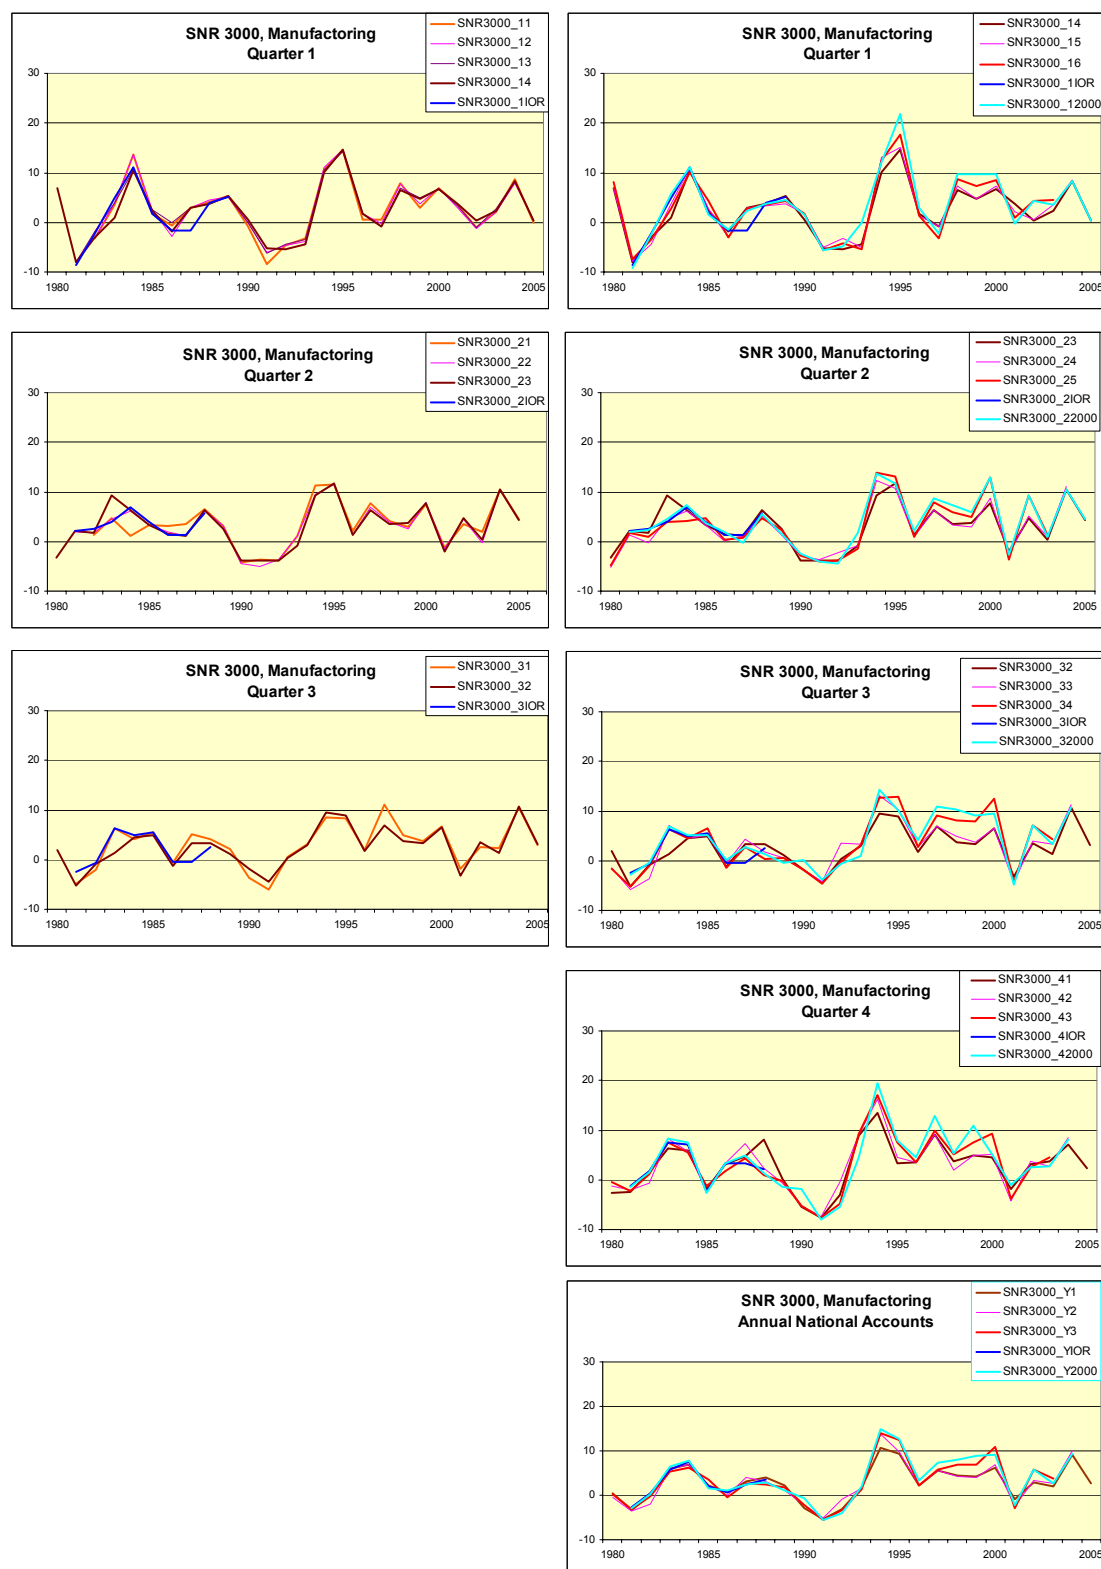 SNR 3000, Manufactoring
Quarter 1
SNR3000_11
SNR3000_12
SNR3000_13
SNR3000_14
SNR3000_1IOR
30
20
10
0
-10
1980 1985 1990 1995 2000 2005
SNR 3000, Manufactoring
Quarter 1
SNR3000_14
SNR3000_15
SNR3000_16
SNR3000_1IOR
SNR3000_12000
30
20
10
0
-10
1980 1985 1990 1995 2000 2005
SNR 3000, Manufactoring
Quarter 2
SNR3000_21
SNR3000_22
SNR3000_23
SNR3000_2IOR
30
20
10
0
-10
1980 1985 1990 1995 2000 2005
SNR 3000, Manufactoring
Quarter 2
SNR3000_23
SNR3000_24
SNR3000_25
SNR3000_2IOR
SNR3000_22000
30
20
10
0
-10
1980 1985 1990 1995 2000 2005
SNR 3000, Manufactoring
Quarter 3
SNR3000_31
SNR3000_32
SNR3000_3IOR
30
20
10
0
-10
1980 1985 1990 1995 2000 2005
SNR 3000, Manufactoring
Quarter 3
SNR3000_32
SNR3000_33
SNR3000_34
SNR3000_3IOR
SNR3000_32000
30
20
10
0
-10
1980 1985 1990 1995 2000 2005
SNR 3000, Manufactoring
Quarter 4
SNR3000_41
SNR3000_42
SNR3000_43
SNR3000_4IOR
SNR3000_42000
30
20
10
0
-10
1980 1985 1990 1995 2000 2005
SNR 3000, Manufactoring
Annual National Accounts
SNR3000_Y1
SNR3000_Y2
SNR3000_Y3
SNR3000_YIOR
SNR3000_Y2000
30
20
10
0
-10
1980 1985 1990 1995 2000 2005